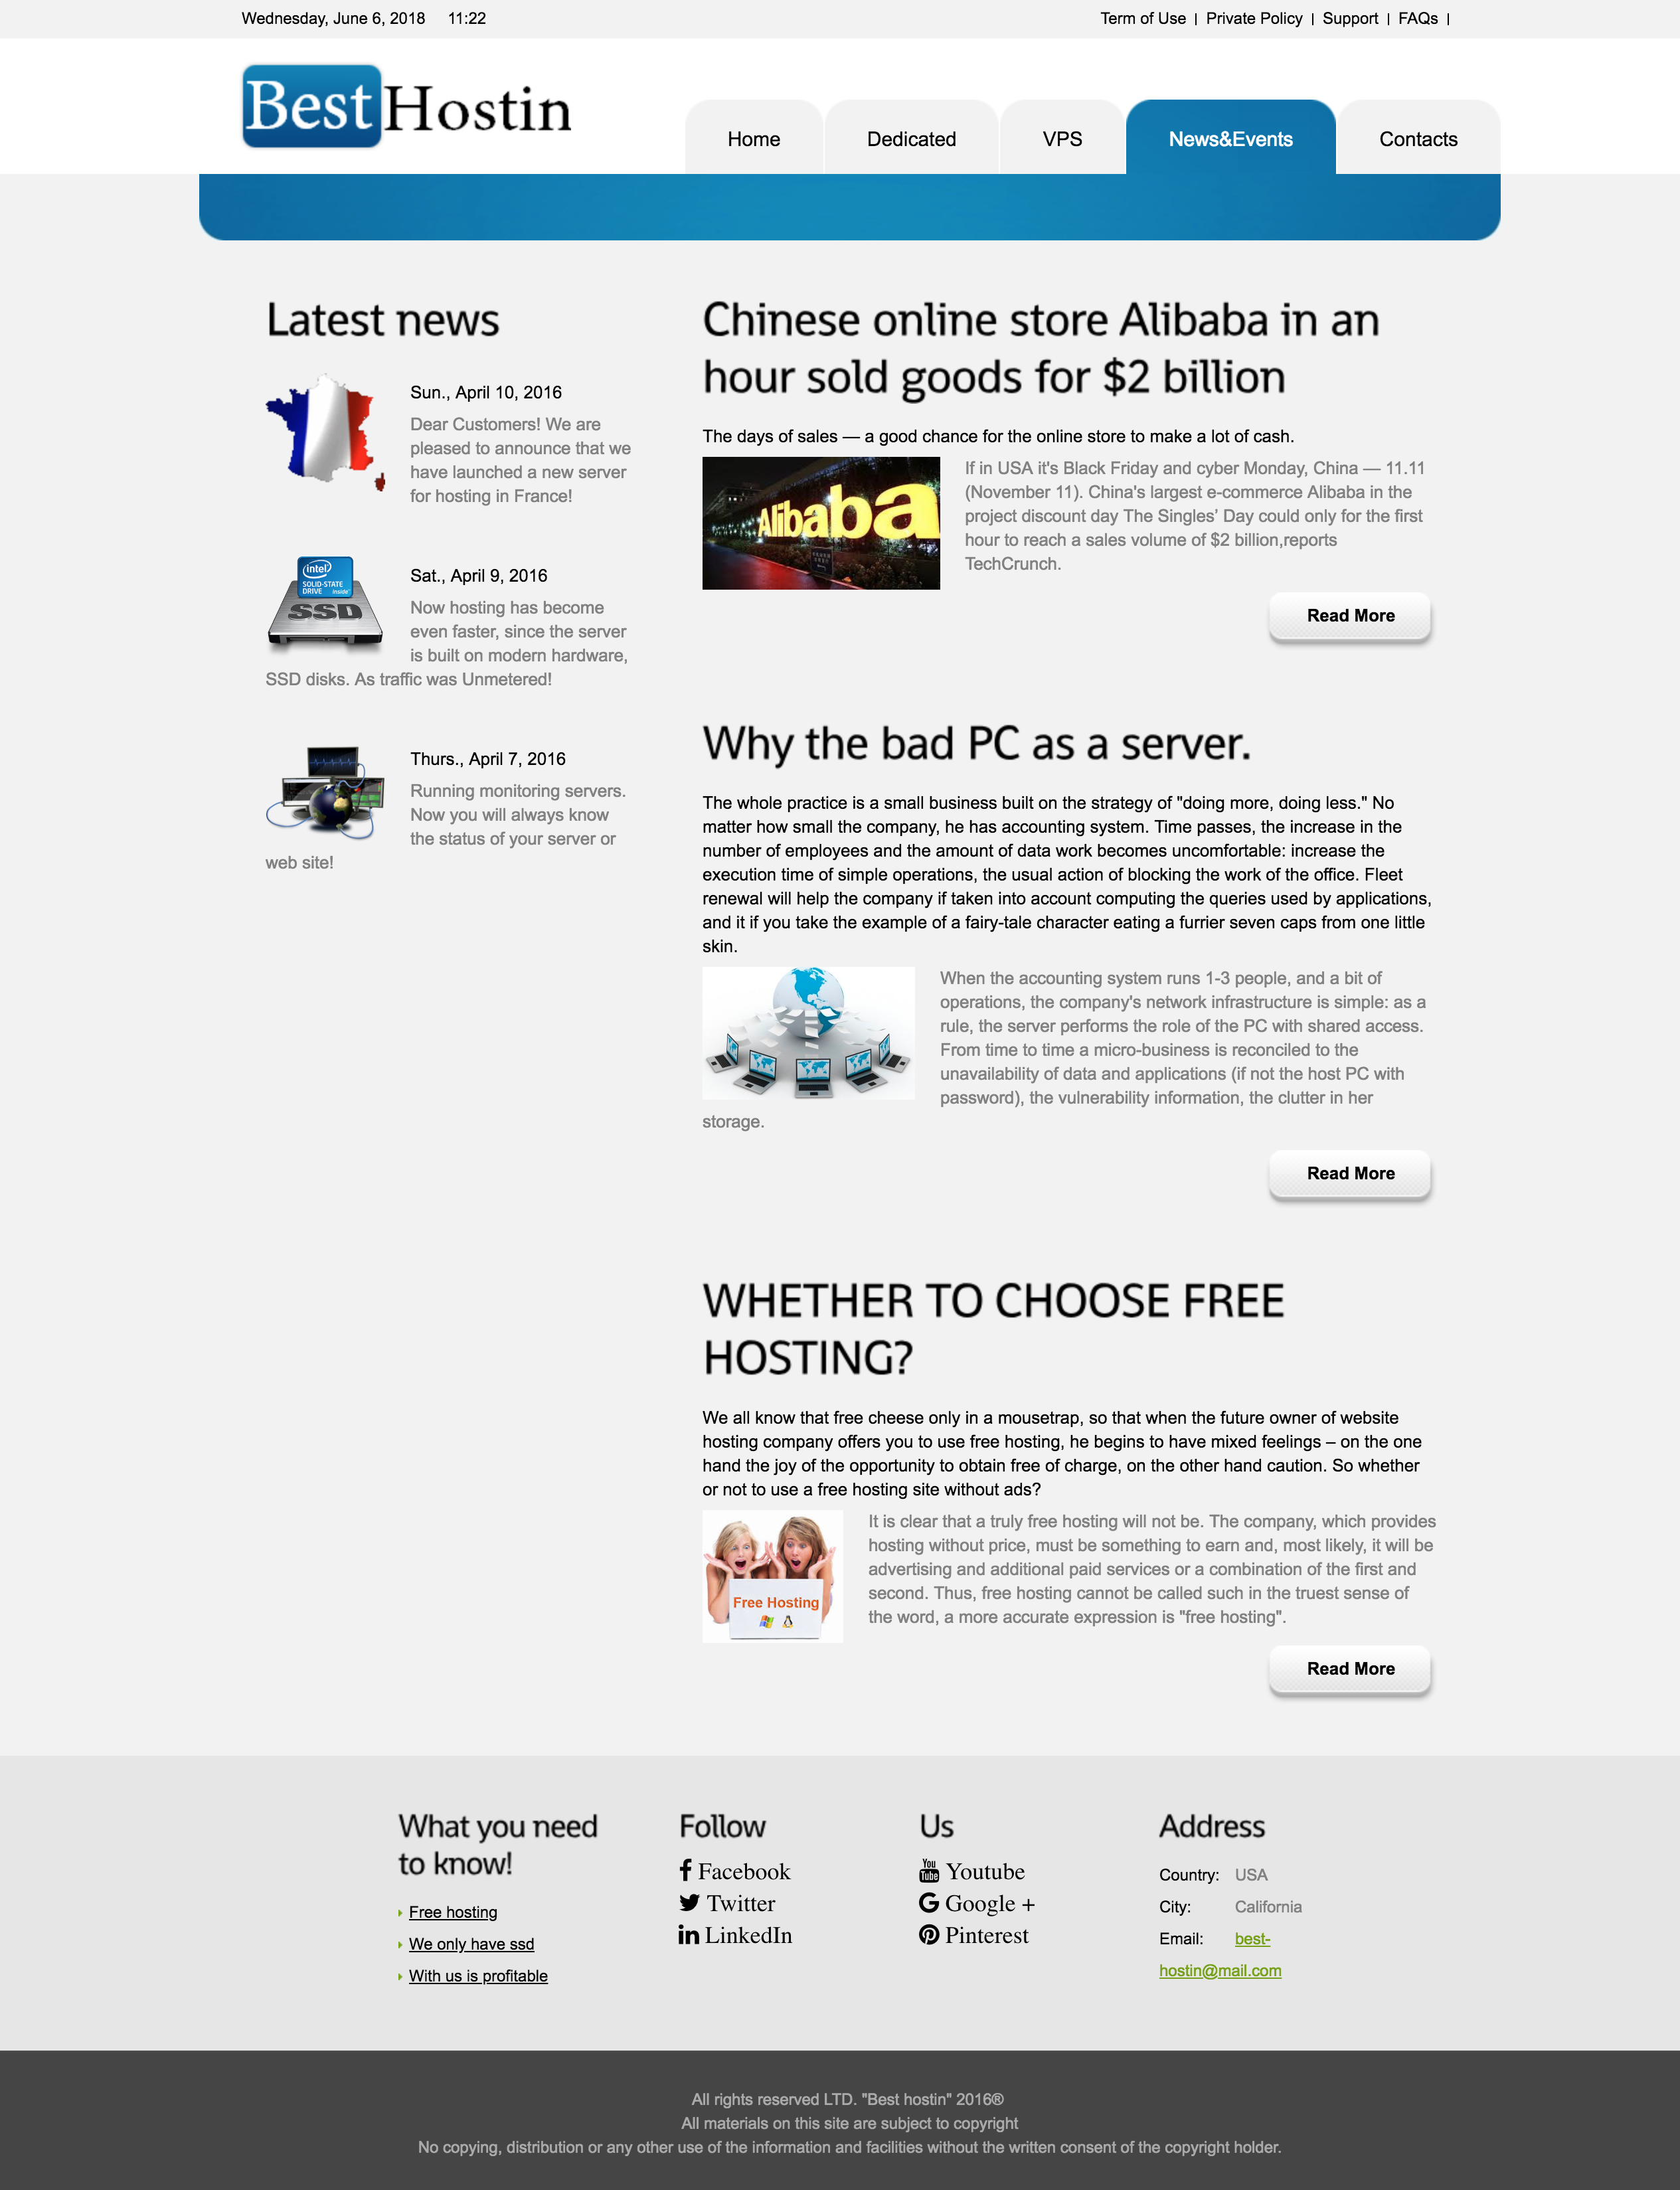 Wednesday, June 6, 2018 11:22
Term of Use | Private Policy | Support | FAQs |
Best Hostin
Home
Dedicated
VPS
News&Events
Contacts
Latest news
Sun., April 10, 2016
Dear Customers! We are
pleased to announce that we
have launched a new server
for hosting in France!
intel
SOLID-STATE
DRIVE inside
SSD
Sat., April 9, 2016
Now hosting has become
even faster, since the server
is built on modern hardware,
SSD disks. As traffic was Unmetered!
Thurs., April 7, 2016
Running monitoring servers.
Now you will always know
the status of your server or
web site!
Chinese online store Alibaba in an
hour sold goods for $2 billion
The days of sales — a good chance for the online store to make a lot of cash.
Alibaba
If in USA it's Black Friday and cyber Monday, China — 11.11
(November 11). China's largest e-commerce Alibaba in the
project discount day The Singles’ Day could only for the first
hour to reach a sales volume of $2 billion,reports
TechCrunch.
Read More
Why the bad PC as a server.
The whole practice is a small business built on the strategy of "doing more, doing less." No
matter how small the company, he has accounting system. Time passes, the increase in the
number of employees and the amount of data work becomes uncomfortable: increase the
execution time of simple operations, the usual action of blocking the work of the office. Fleet
renewal will help the company if taken into account computing the queries used by applications,
and it if you take the example of a fairy-tale character eating a furrier seven caps from one little
skin.
When the accounting system runs 1-3 people, and a bit of
operations, the company's network infrastructure is simple: as a
rule, the server performs the role of the PC with shared access.
From time to time a micro-business is reconciled to the
unavailability of data and applications (if not the host PC with
password), the vulnerability information, the clutter in her
storage.
Read More
WHETHER TO CHOOSE FREE
HOSTING?
We all know that free cheese only in a mousetrap, so that when the future owner of website
hosting company offers you to use free hosting, he begins to have mixed feelings – on the one
hand the joy of the opportunity to obtain free of charge, on the other hand caution. So whether
or not to use a free hosting site without ads?
Free Hosting
It is clear that a truly free hosting will not be. The company, which provides
hosting without price, must be something to earn and, most likely, it will be
advertising and additional paid services or a combination of the first and
second. Thus, free hosting cannot be called such in the truest sense of
the word, a more accurate expression is "free hosting".
Read More
What you need
to know!
Free hosting
We only have ssd
With us is profitable
Follow
Facebook
Twitter
LinkedIn
Us
You Tube Youtube
Google +
Pinterest
Address
Country: USA
City: California
Email: best-
hostin@mail.com
All rights reserved LTD. "Best hostin" 2016®
All materials on this site are subject to copyright
No copying, distribution or any other use of the information and facilities without the written consent of the copyright holder.